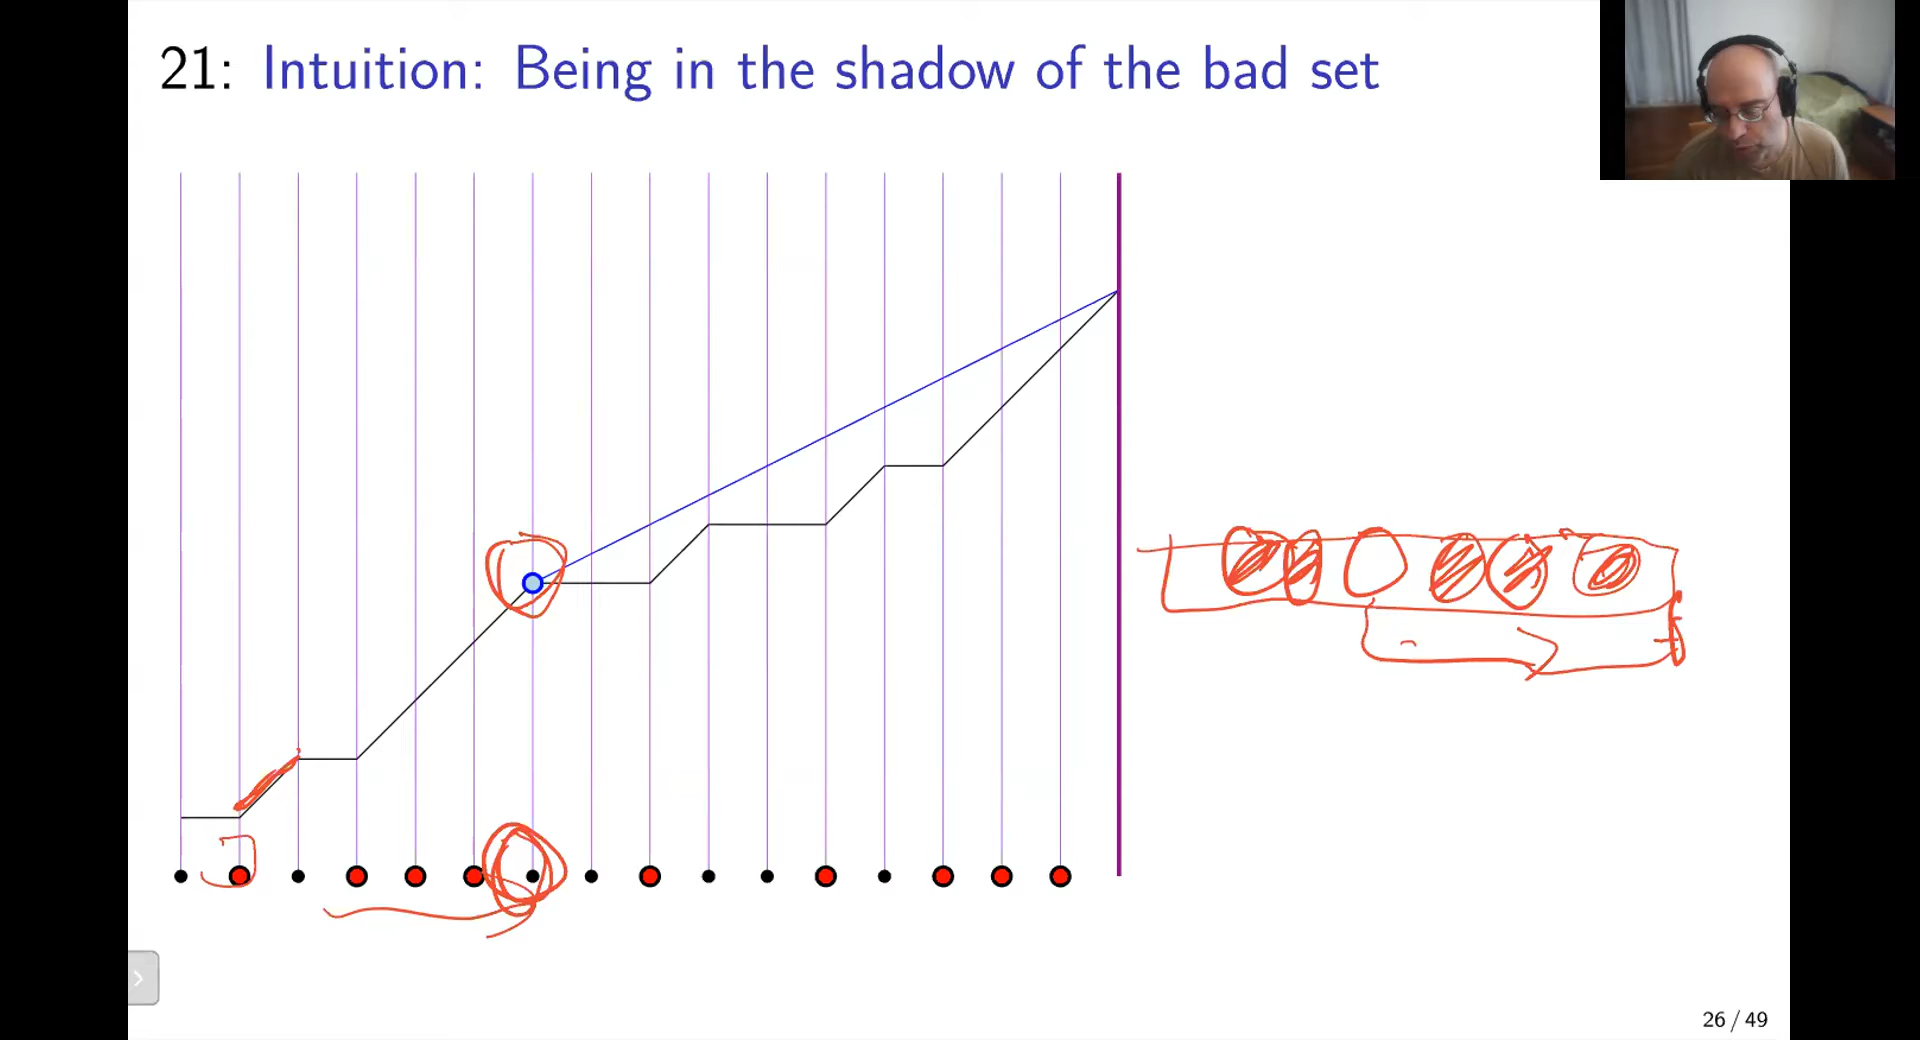 21: Intuition: Being in the shadow of the bad set
26 / 49